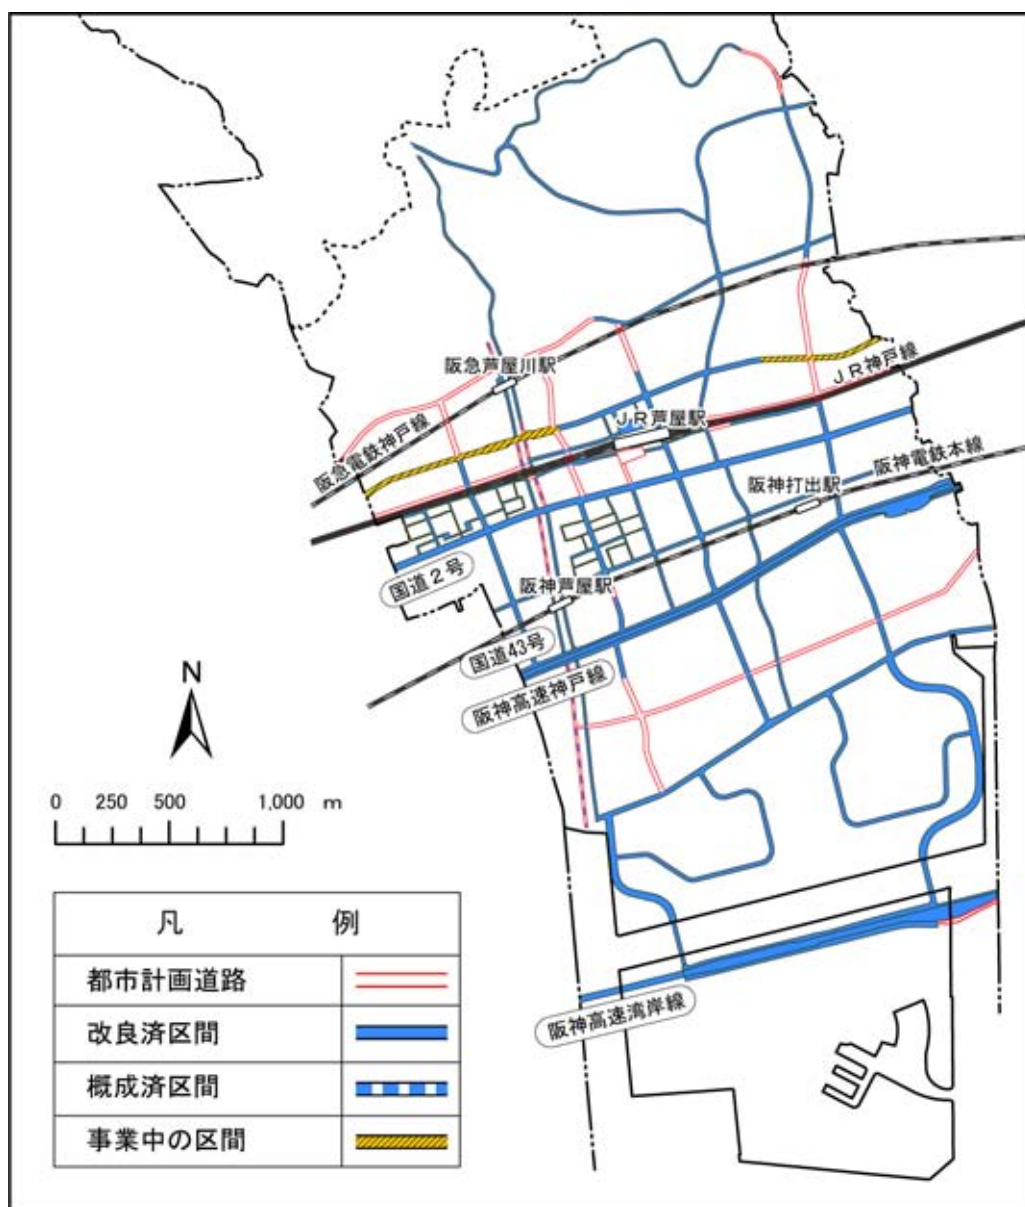 阪急芦屋川駅
JR神戸線
JR芦屋駅
阪急電鉄神戸線
阪神電鉄本線
阪神打出駅
国道2号
阪神芦屋駅
国道43号
阪神高速神戸線
N
0 250 500 1,000 m
凡例
都市計画道路
改良済区間
概成済区間
事業中の区間
阪神高速湾岸線